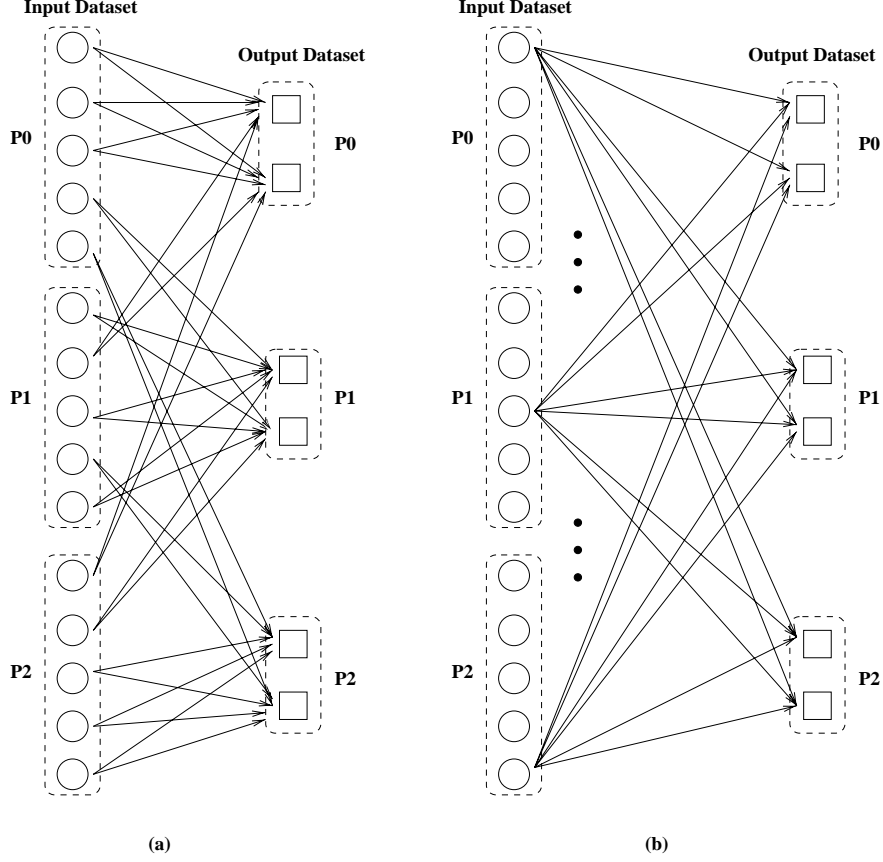 Input Dataset
Output Dataset
P0
P0
P1
P1
P2
P2
(a)
Input Dataset
Output Dataset
P0
P0
P1
P1
P2
P2
(b)